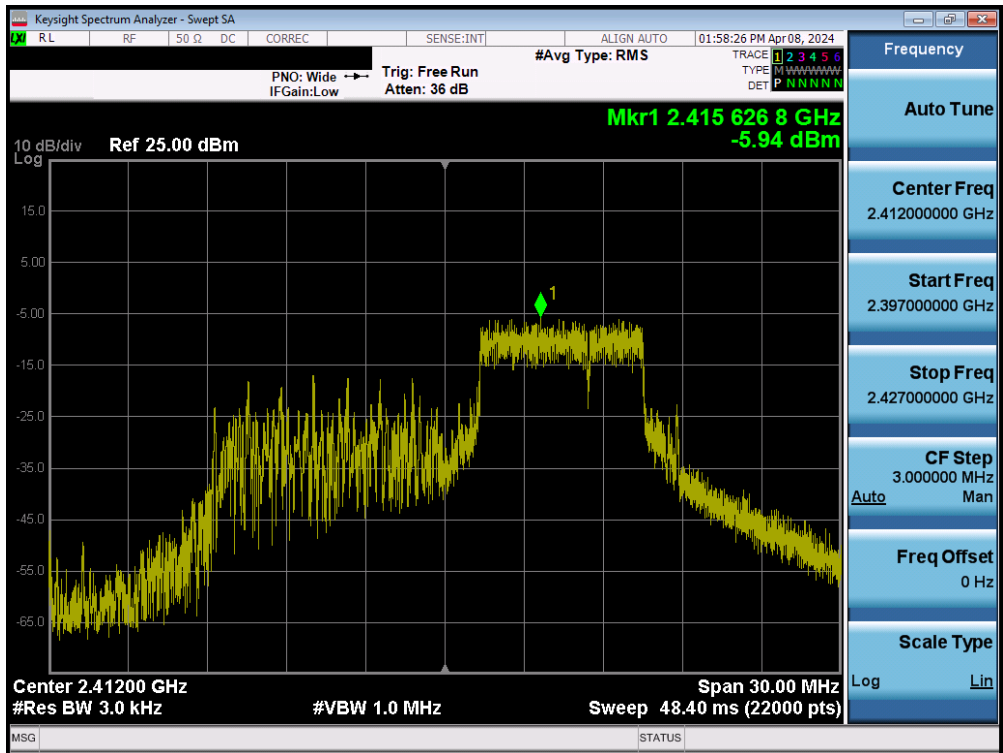 Keysight Spectrum Analyzer - Swept SA
LXI RL RF 50 Ω DC CORREC SENSE:INT ALIGN AUTO 01:58:26 PM Apr 08, 2024
PNO: Wide
IFGain:Low
Trig: Free Run
Atten: 36 dB
#Avg Type: RMS
TRACE 1 2 3 4 5 6
TYPE M W W W W W
DET P N N N N N
Mkr1 2.415 626 8 GHz
-5.94 dBm
10 dB/div Ref 25.00 dBm
Log
15.0
5.00
-5.00
-15.0
-25.0
-35.0
-45.0
-55.0
-65.0
1
Center 2.41200 GHz Span 30.00 MHz
#Res BW 3.0 kHz #VBW 1.0 MHz Sweep 48.40 ms (22000 pts)
MSG STATUS
Frequency
Auto Tune
Center Freq
2.412000000 GHz
Start Freq
2.397000000 GHz
Stop Freq
2.427000000 GHz
CF Step
3.000000 MHz
Auto Man
Freq Offset
0 Hz
Scale Type
Log Lin